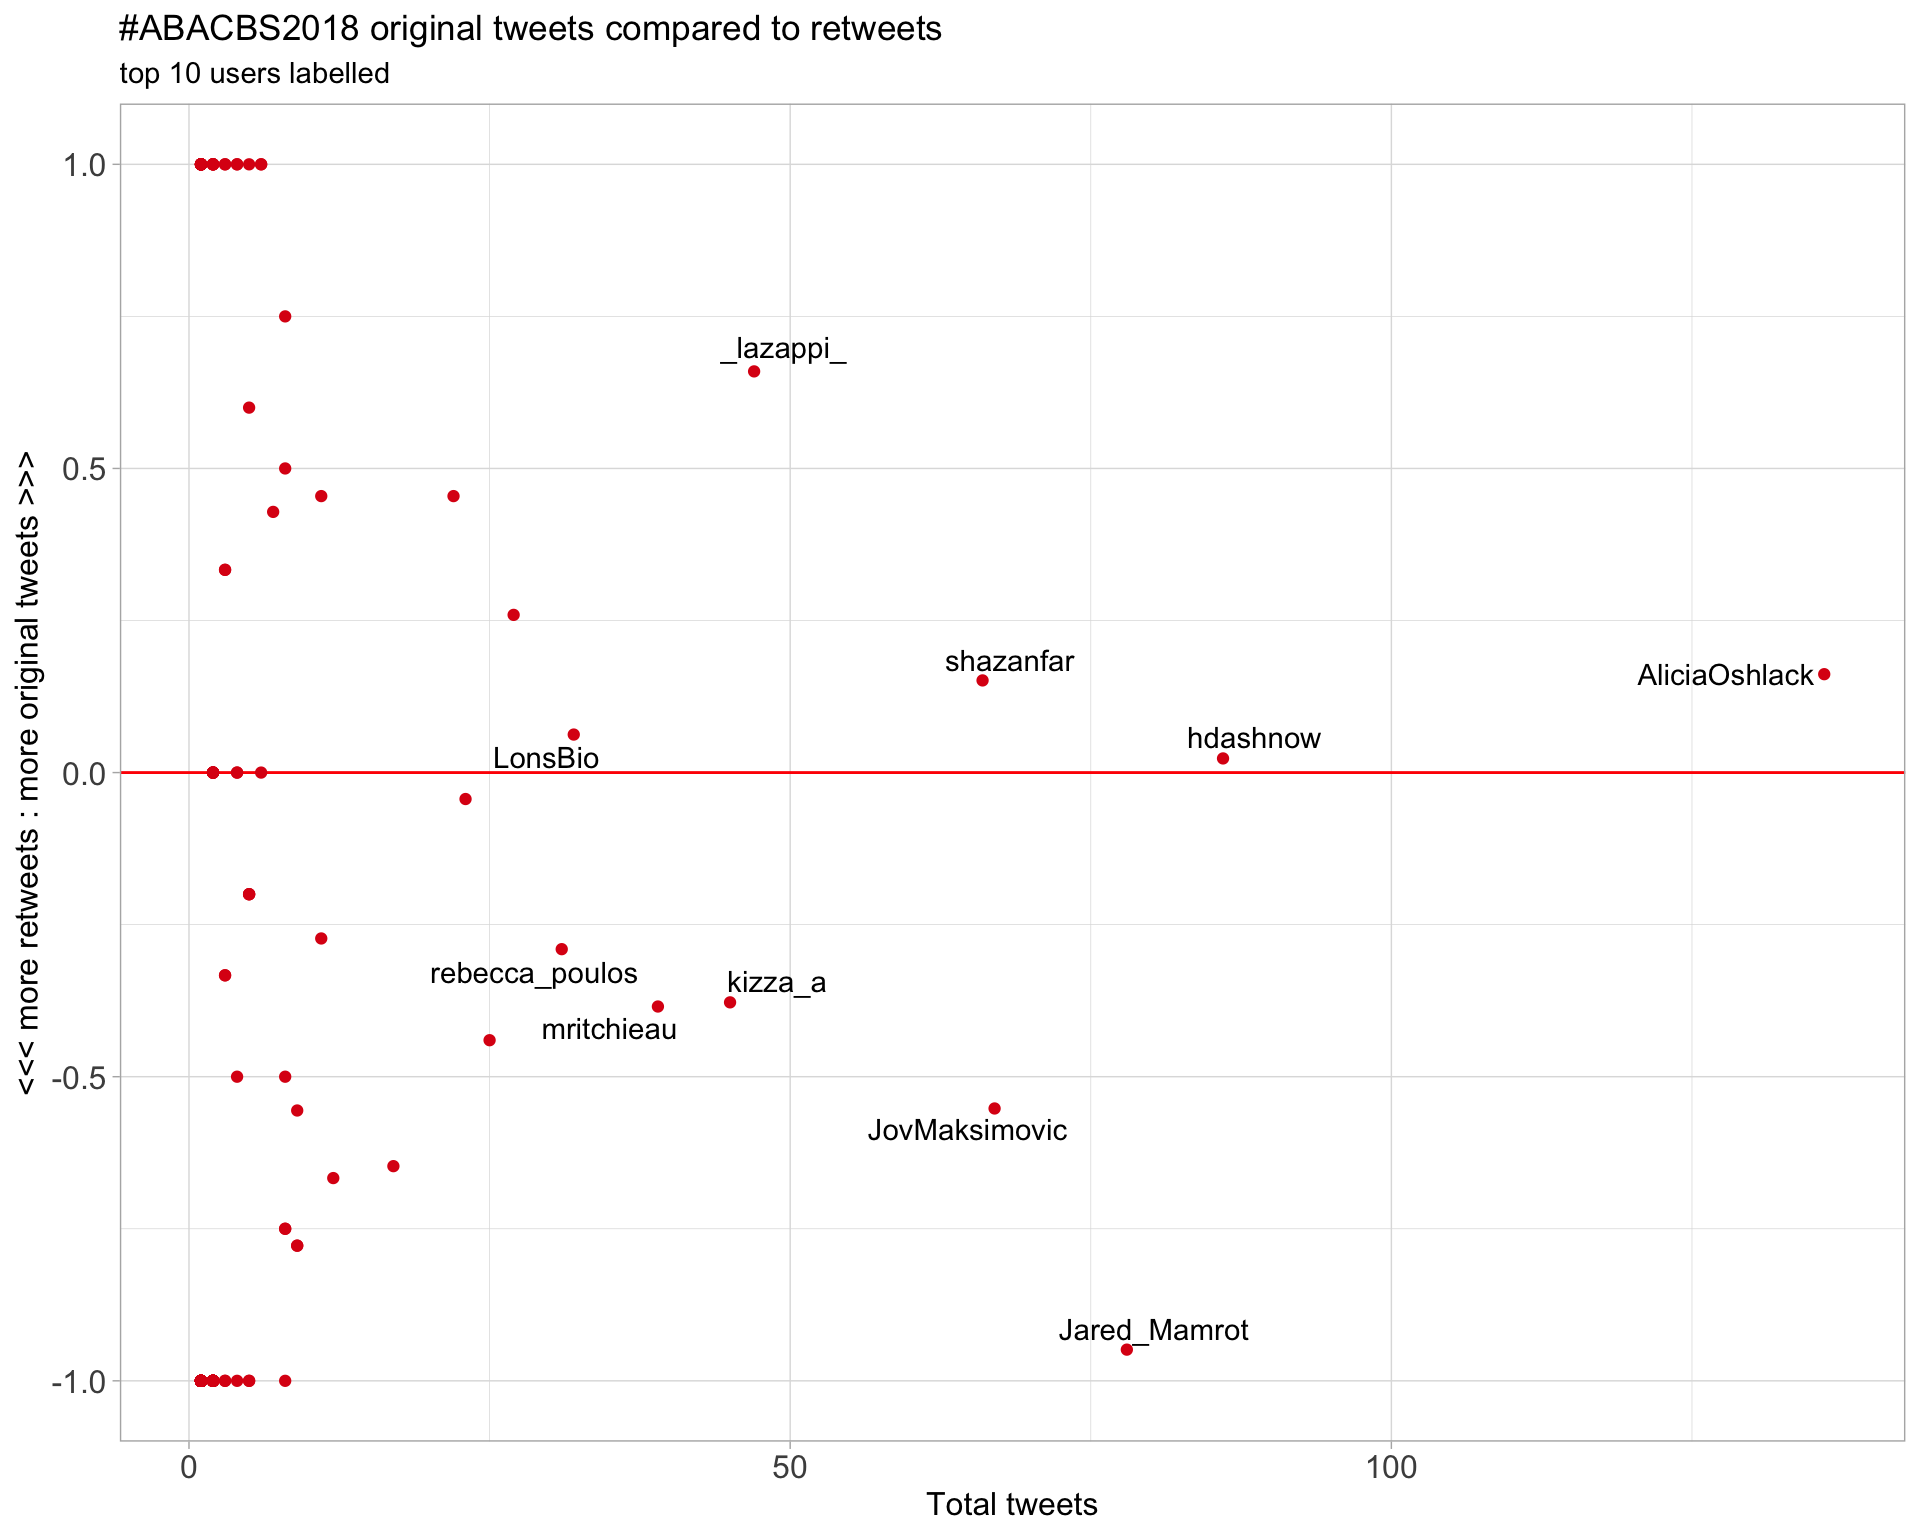 #ABACBS2018 original tweets compared to retweets
top 10 users labelled
<<< more retweets : more original tweets >>>
1.0
0.5
0.0
-0.5
-1.0
_lazappi_
shazanfar
AliciaOshlack
hdashnow
LonsBio
rebecca_poulos
kizza_a
mritchieau
JovMaksimovic
Jared_Mamrot
0 50 100
Total tweets